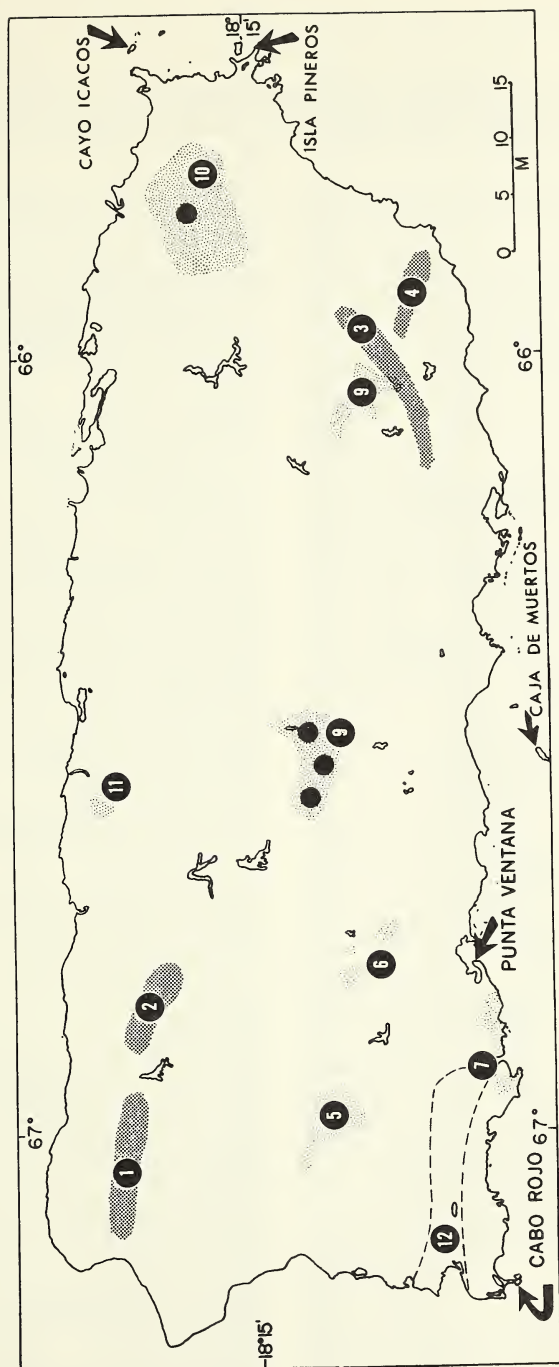 67°
66°
CAYO ICACOS
1
2
11
10
18°
15'
18°15'
ISLA PINEROS
5
6
9
9
3
4
12
7
0 5 10 15
M
CABO ROJO
67°
PUNTA VENTANA
CAJA DE MUERTOS
66°